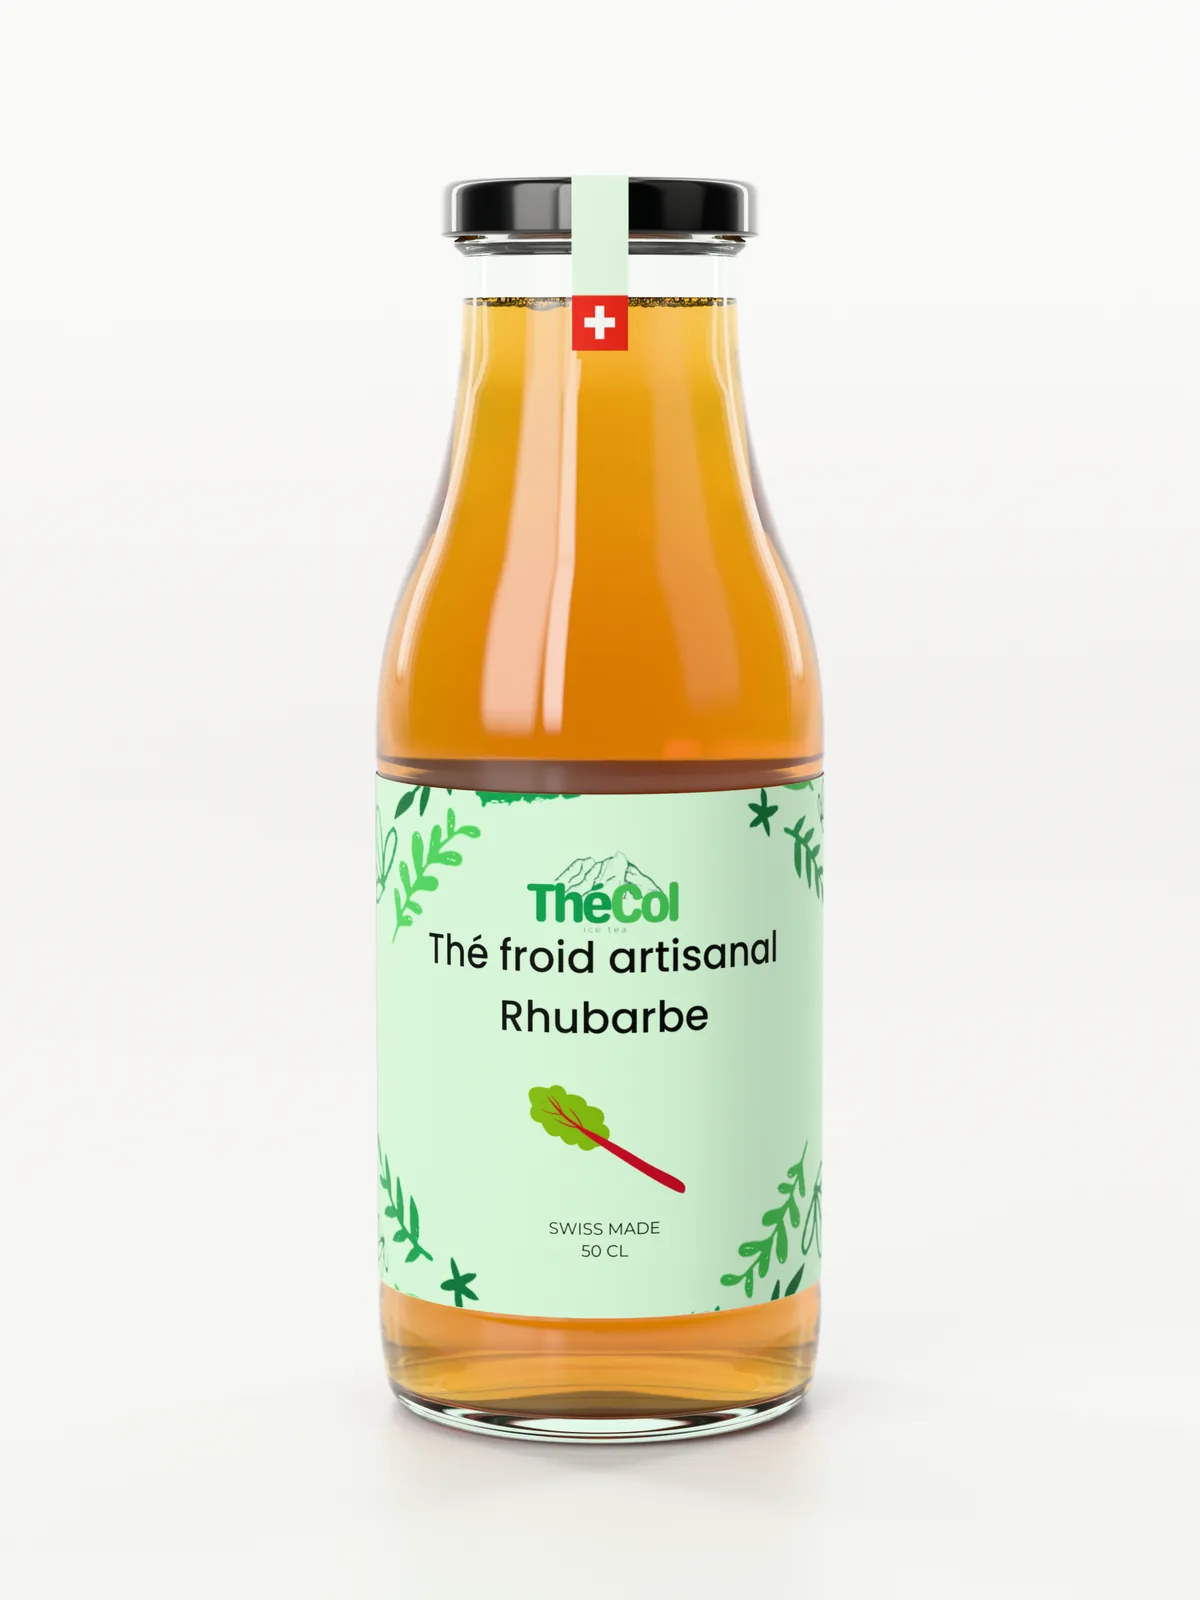 ThéCol
ice tea
Thé froid artisanal
Rhubarbe
SWISS MADE
50 CL